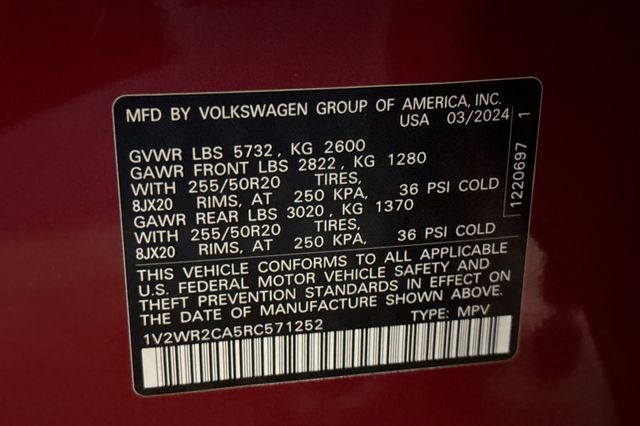 MFD BY VOLKSWAGEN GROUP OF AMERICA, INC.
USA 03/2024
GVWR LBS 5732, KG 2600
GAWR FRONT LBS 2822, KG 1280
WITH 255/50R20 TIRES,
8JX20 RIMS, AT 250 KPA, 36 PSI COLD
GAWR REAR LBS 3020, KG 1370
WITH 255/50R20 TIRES,
8JX20 RIMS, AT 250 KPA, 36 PSI COLD
THIS VEHICLE CONFORMS TO ALL APPLICABLE
U.S. FEDERAL MOTOR VEHICLE SAFETY AND
THEFT PREVENTION STANDARDS IN EFFECT ON
THE DATE OF MANUFACTURE SHOWN ABOVE.
1V2WR2CA5RC571252 TYPE: MPV
1220697 1